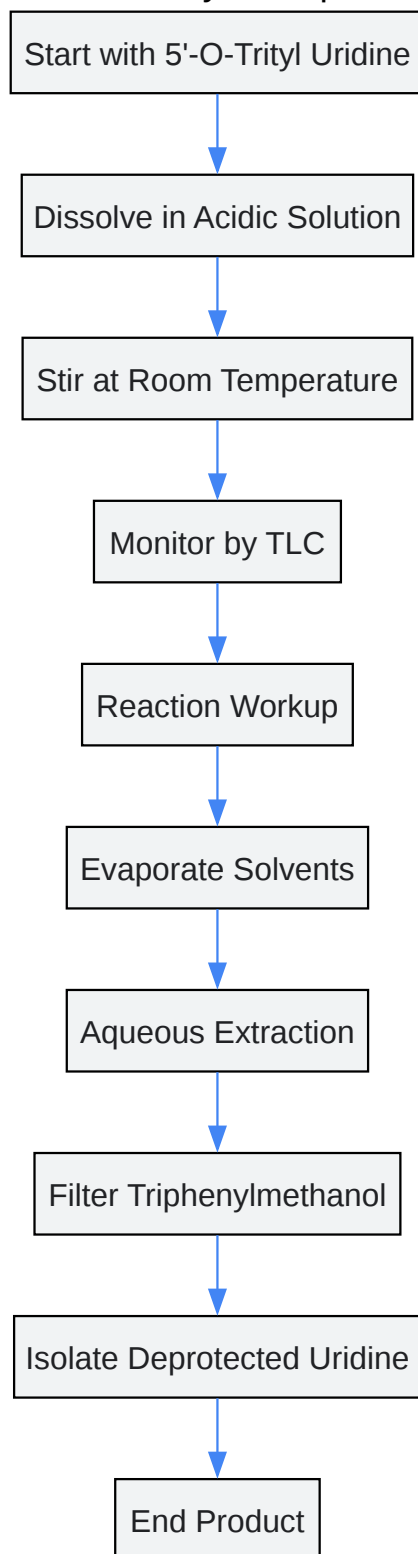 Start with 5'-O-Trityl Uridine
Dissolve in Acidic Solution
Stir at Room Temperature
Monitor by TLC
Reaction Workup
Evaporate Solvents
Aqueous Extraction
Filter Triphenylmethanol
Isolate Deprotected Uridine
End Product